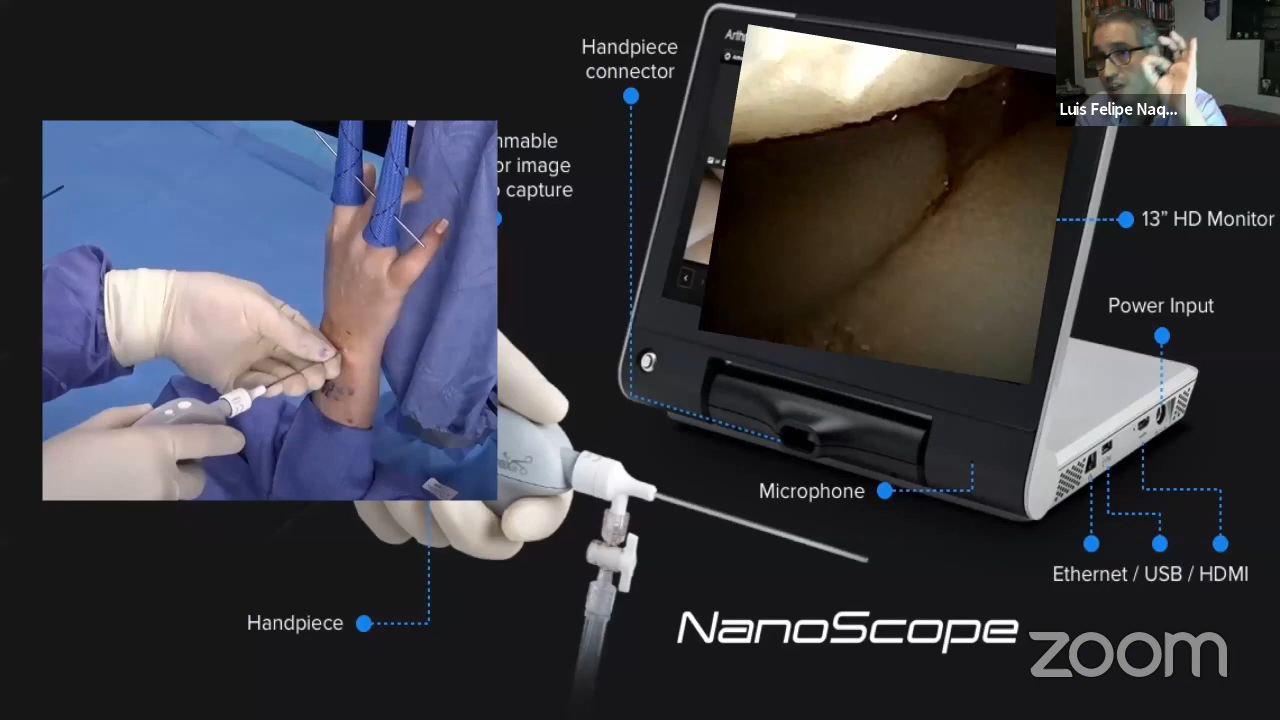 Handpiece
connector
or image
capture
Luis Felipe Naq...
13” HD Monitor
Power Input
Microphone
Ethernet / USB / HDMI
Handpiece
NanoScope
zoom